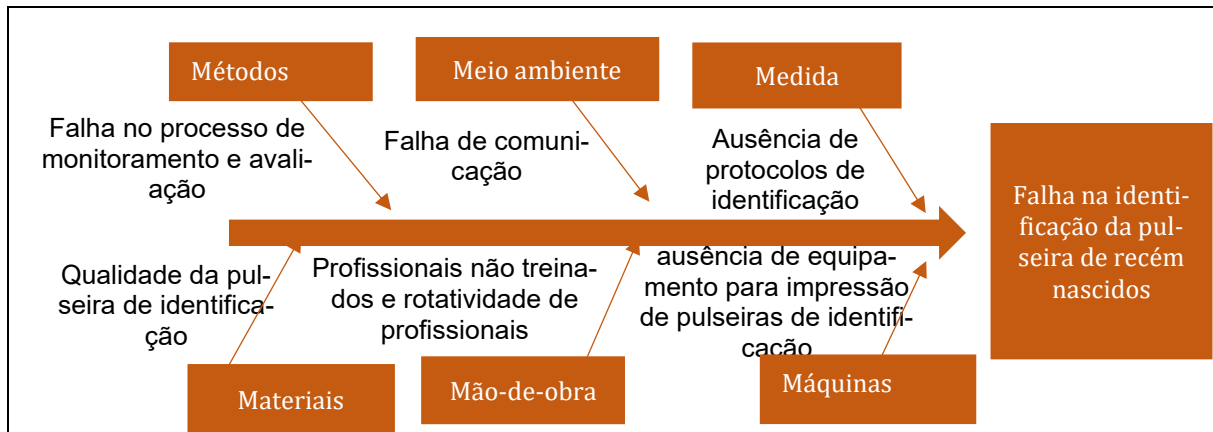 Métodos
Meio ambiente
Medida
Falha no processo de
monitoramento e avali-
ação
Falha de comuni-
cação
Ausência de
protocolos de
identificação
Falha na identi-
ficação da pul-
seira de recém
nascidos
Qualidade da pul-
seira de identifica-
ção
Profissionais não treina-
dos e rotatividade de
profissionais
ausência de equipa-
mento para impressão
de pulseiras de identifi-
cação
Materiais
Mão-de-obra
Máquinas